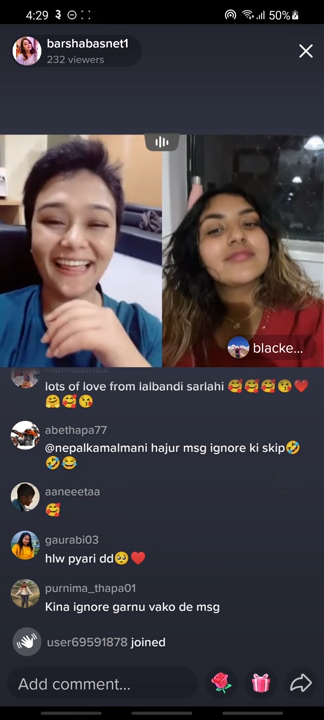 4:29 ३
50%
barshabasnet1
232 viewers
blacke...
lots of love from lalbandi sarlahi 🥰🥰🥰😘❤️
🤗🥰😘
abethapa77
@nepalkamalmani hajur msg ignore ki skip🤣
🤣😂
aaneeetaa
🥰
gaurabi03
hlw pyari dd🥺❤️
purnima_thapa01
Kina ignore garnu vako de msg
user69591878 joined
Add comment...